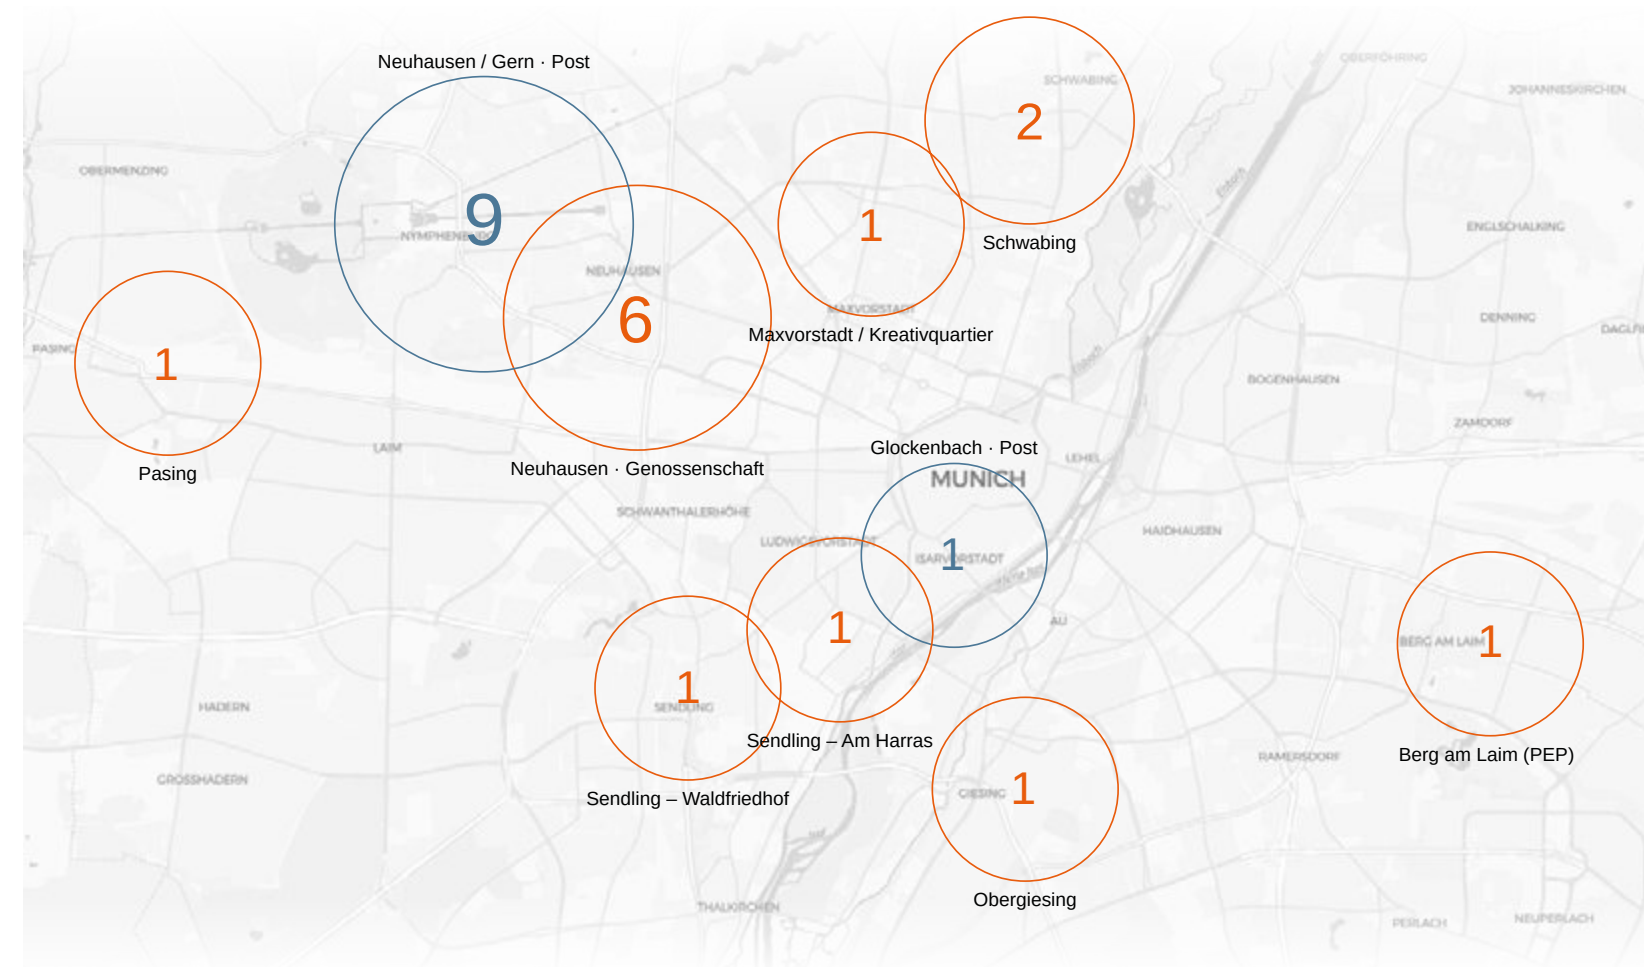 Neuhausen / Gern · Post
OBERFÖHRING
SCHWABING
JOHANNESKIRCHEN
2
OBERMENZING
Eisbach
9
1
ENGLSCHALKING
NYMPHENBURG
Schwabing
NEUHAUSEN
MAXVORSTADT
6
DENNING
Maxvorstadt / Kreativquartier
PASING
1
Eisbach
BOGENHAUSEN
ZAMDORF
LAIM
Glockenbach · Post
LEHEL
Neuhausen · Genossenschaft
Pasing
MUNICH
SCHWANTHALERHÖHE
HAIDHAUSEN
LUDWIGSVORSTADT
1
ISARVORSTADT
AU
1
1
BERG AM LAIM
1
SENDLING
HADERN
Sendling – Am Harras
Berg am Laim (PEP)
RAMERSDORF
GROSSHADERN
GIESING
1
Sendling – Waldfriedhof
Isar
Obergiesing
THALKIRCHEN
PERLACH
NEUPERLACH